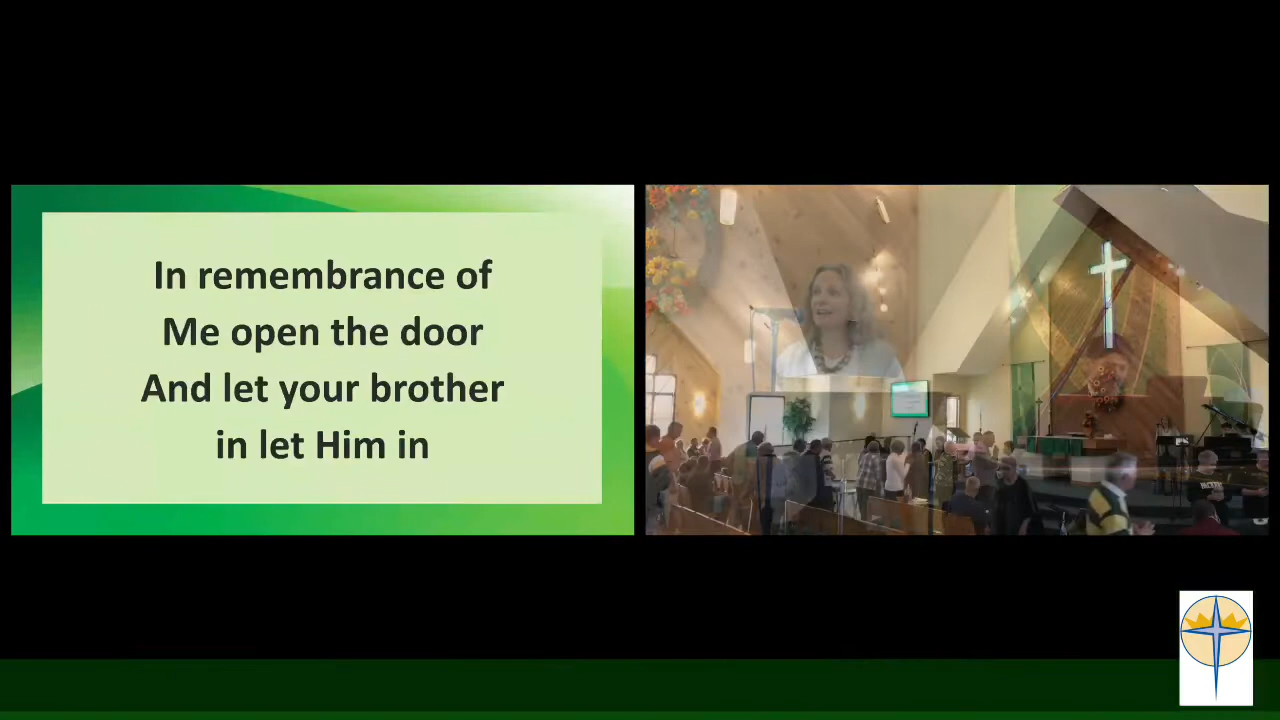 In remembrance of
Me open the door
And let your brother
in let Him in